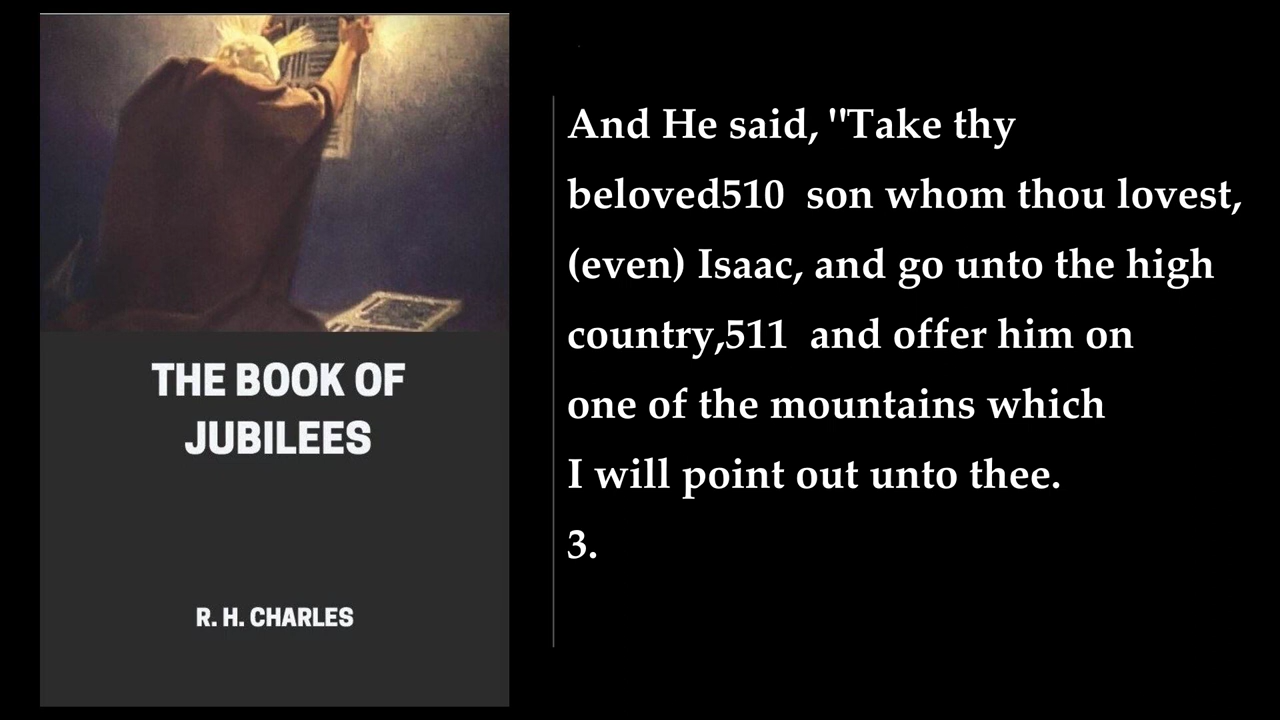 THE BOOK OF
JUBILEES
R. H. CHARLES
And He said, "Take thy
beloved510  son whom thou lovest,
(even) Isaac, and go unto the high
country,511  and offer him on
one of the mountains which
I will point out unto thee.
3.